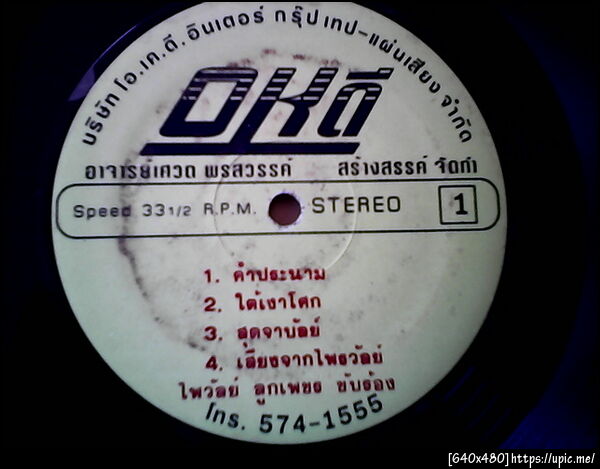 บริษัท โอ.เค.ดี. อินเตอร์ กรุ๊ป เทป-แผ่นเสียง จำกัด
อาจารย์เศวต พรสวรรค์ สร้างสรรค์ จัดทำ
Speed 33 1/2 R.P.M. STEREO 1
1. คำประนาม
2. ใต้เงาโศก
3. สุดจาบัลย์
4. เสียงจากไพรวัลย์
ไพวัลย์ ลูกเพชร ขับร้อง
โทร. 574-1555
[640x480] https://upic.me/